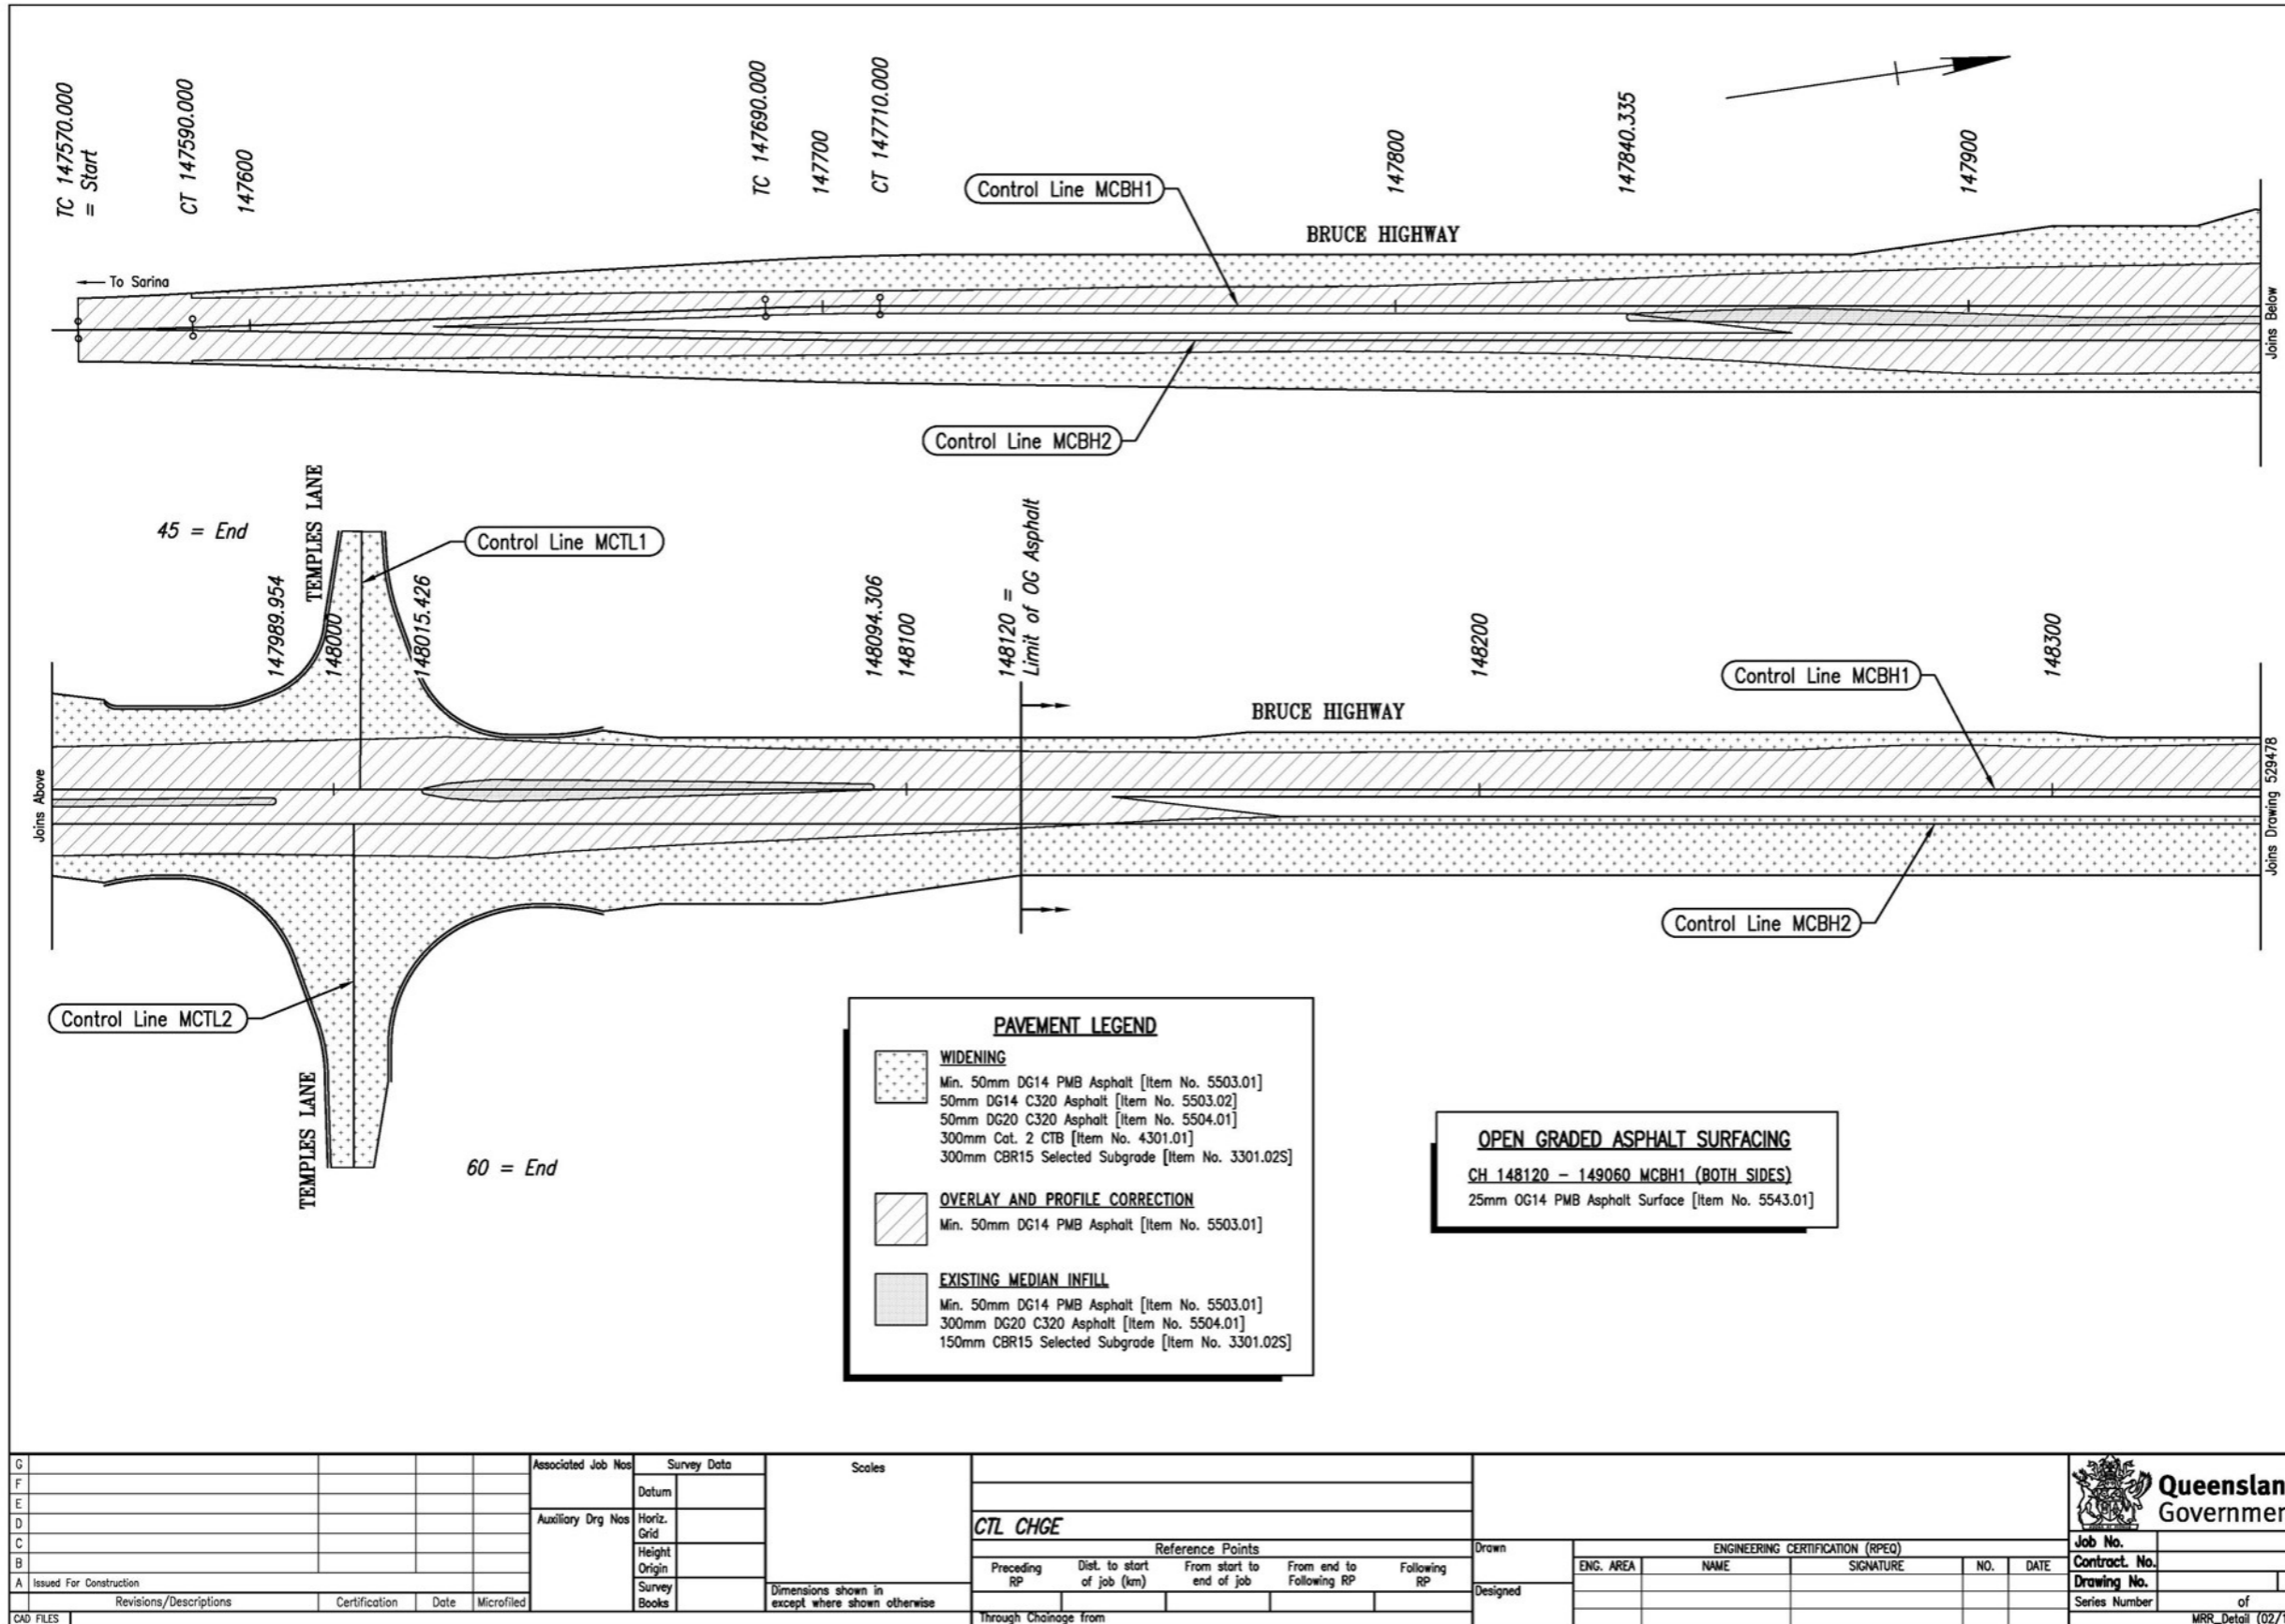 TC 147570.000
= Start
CT 147590.000
147600
TC 147690.000
147700
CT 147710.000
Control Line MCBH1
147800
147840.335
147900
BRUCE HIGHWAY
To Sarina
Joins Below
Control Line MCBH2
45 = End
TEMPLES LANE
Control Line MCTL1
147989.954
148000
148015.426
148094.306
148100
148120 =
Limit of OG Asphalt
148200
Control Line MCBH1
148300
BRUCE HIGHWAY
Joins Above
Joins Drawing 529478
Control Line MCBH2
Control Line MCTL2
TEMPLES LANE
60 = End
PAVEMENT LEGEND
WIDENING
Min. 50mm DG14 PMB Asphalt [Item No. 5503.01]
50mm DG14 C320 Asphalt [Item No. 5503.02]
50mm DG20 C320 Asphalt [Item No. 5504.01]
300mm Cat. 2 CTB [Item No. 4301.01]
300mm CBR15 Selected Subgrade [Item No. 3301.02S]
OVERLAY AND PROFILE CORRECTION
Min. 50mm DG14 PMB Asphalt [Item No. 5503.01]
EXISTING MEDIAN INFILL
Min. 50mm DG14 PMB Asphalt [Item No. 5503.01]
300mm DG20 C320 Asphalt [Item No. 5504.01]
150mm CBR15 Selected Subgrade [Item No. 3301.02S]
OPEN GRADED ASPHALT SURFACING
CH 148120 - 149060 MCBH1 (BOTH SIDES)
25mm OG14 PMB Asphalt Surface [Item No. 5543.01]
G
F
E
D
C
B
A Issued For Construction
Revisions/Descriptions Certification Date Microfiled
CAD FILES
Associated Job Nos
Auxiliary Drg Nos
Survey Data
Datum
Horiz.
Grid
Height
Origin
Survey
Books
Scales
Dimensions shown in
except where shown otherwise
CTL CHGE
Reference Points
Preceding
RP
Dist. to start
of job (km)
From start to
end of job
From end to
Following RP
Following
RP
Through Chainage from
Drawn
Designed
ENGINEERING CERTIFICATION (RPEQ)
ENG. AREA NAME SIGNATURE NO. DATE
Queenslan
Governmer
Job No.
Contract. No.
Drawing No.
Series Number of
MRR_Detail (02/1